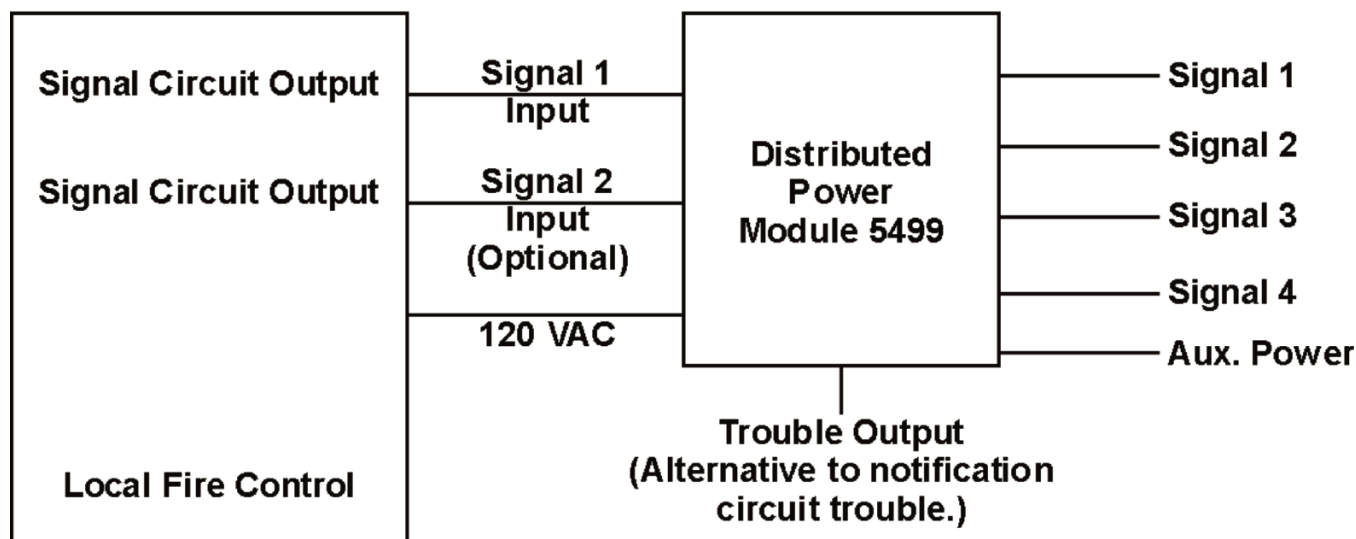 Signal Circuit Output
Signal 1
Input
Signal Circuit Output
Signal 2
Input
(Optional)
120 VAC
Local Fire Control
Distributed
Power
Module 5499
Signal 1
Signal 2
Signal 3
Signal 4
Aux. Power
Trouble Output
(Alternative to notification
circuit trouble.)